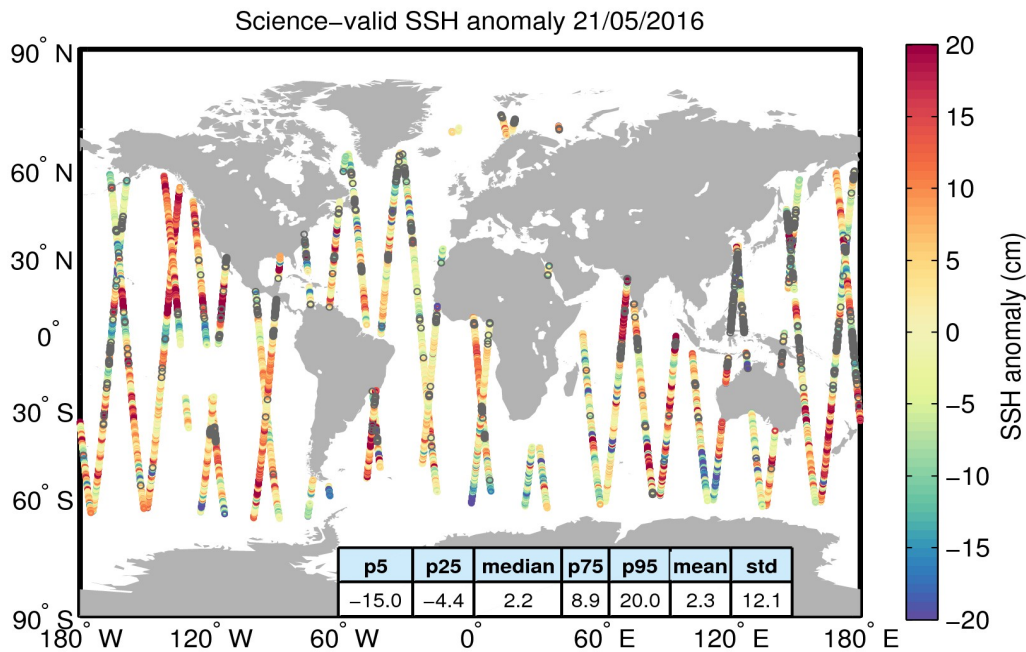 Science−valid SSH anomaly 21/05/2016
90° N
60° N
30° N
0°
30° S
60° S
90° S
180° W
120° W
60° W
0°
60° E
120° E
180° E
p5 p25 median p75 p95 mean std
−15.0 −4.4 2.2 8.9 20.0 2.3 12.1
20
15
10
5
0
−5
−10
−15
−20
SSH anomaly (cm)